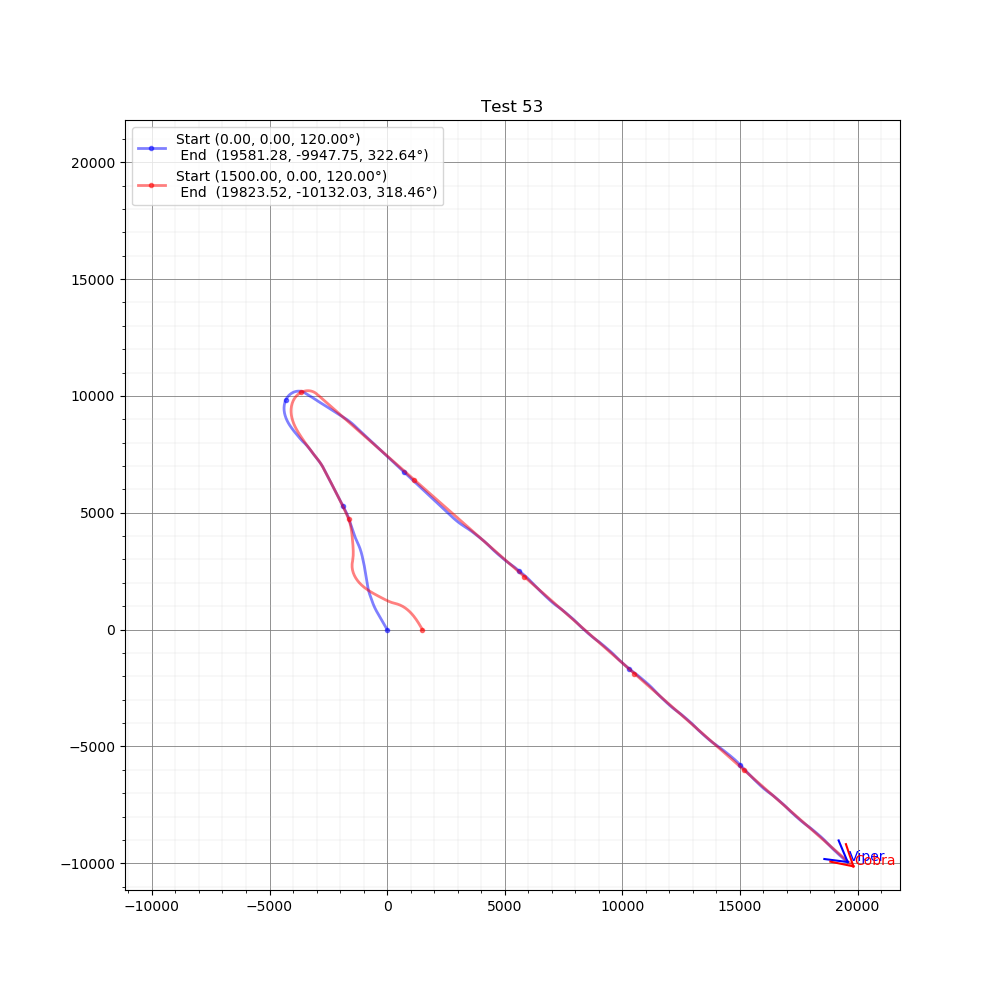 Test 53
Start (0.00, 0.00, 120.00°)
End  (19581.28, -9947.75, 322.64°)
Start (1500.00, 0.00, 120.00°)
End  (19823.52, -10132.03, 318.46°)
20000
15000
10000
5000
0
−5000
−10000
Viper
Cobra
−10000
−5000
0
5000
10000
15000
20000